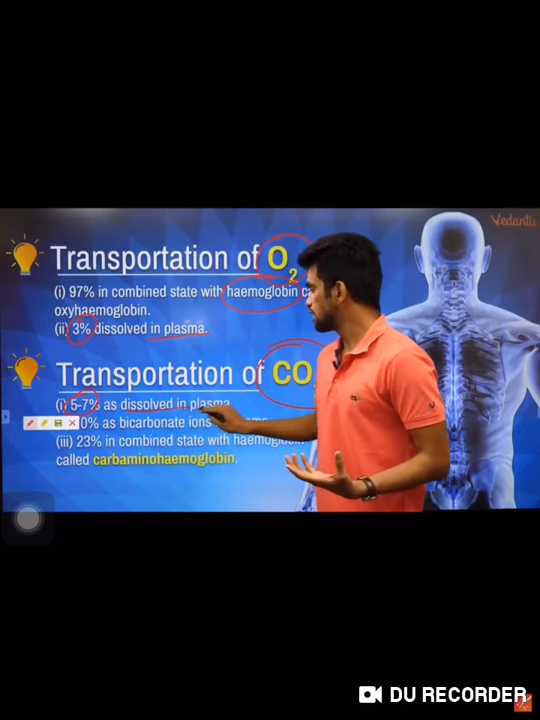 Vedantu
Transportation of O2
(i) 97% in combined state with haemoglobin
oxyhaemoglobin.
(ii) 3% dissolved in plasma.
Transportation of CO
(i) 5-7% as dissolved in plasma
0% as bicarbonate ions
(iii) 23% in combined state with haemoglobin
called carbaminohaemoglobin.
DU RECORDER